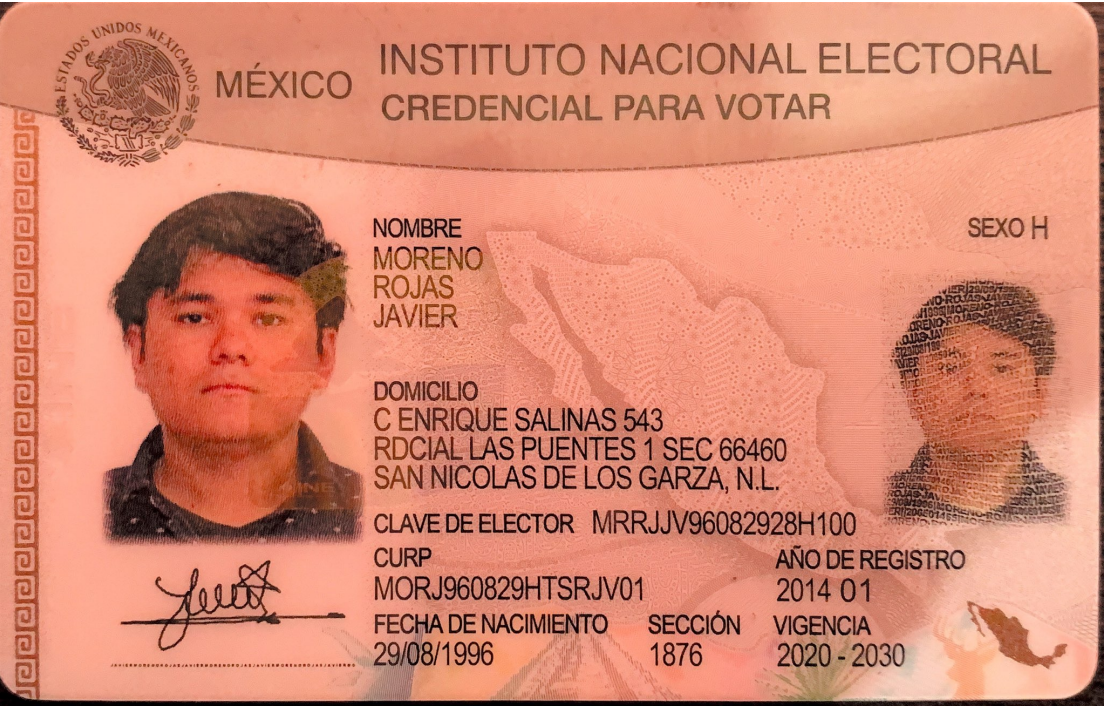 ESTADOS UNIDOS MEXICANOS
MÉXICO
INSTITUTO NACIONAL ELECTORAL
CREDENCIAL PARA VOTAR
NOMBRE
MORENO
ROJAS
JAVIER
SEXO H
DOMICILIO
C ENRIQUE SALINAS 543
RDCIAL LAS PUENTES 1 SEC 66460
SAN NICOLAS DE LOS GARZA, N.L.
CLAVE DE ELECTOR MRRJJV96082928H100
CURP
MORJ960829HTSRJV01
AÑO DE REGISTRO
2014 01
FECHA DE NACIMIENTO
29/08/1996
SECCIÓN
1876
VIGENCIA
2020 - 2030
INE